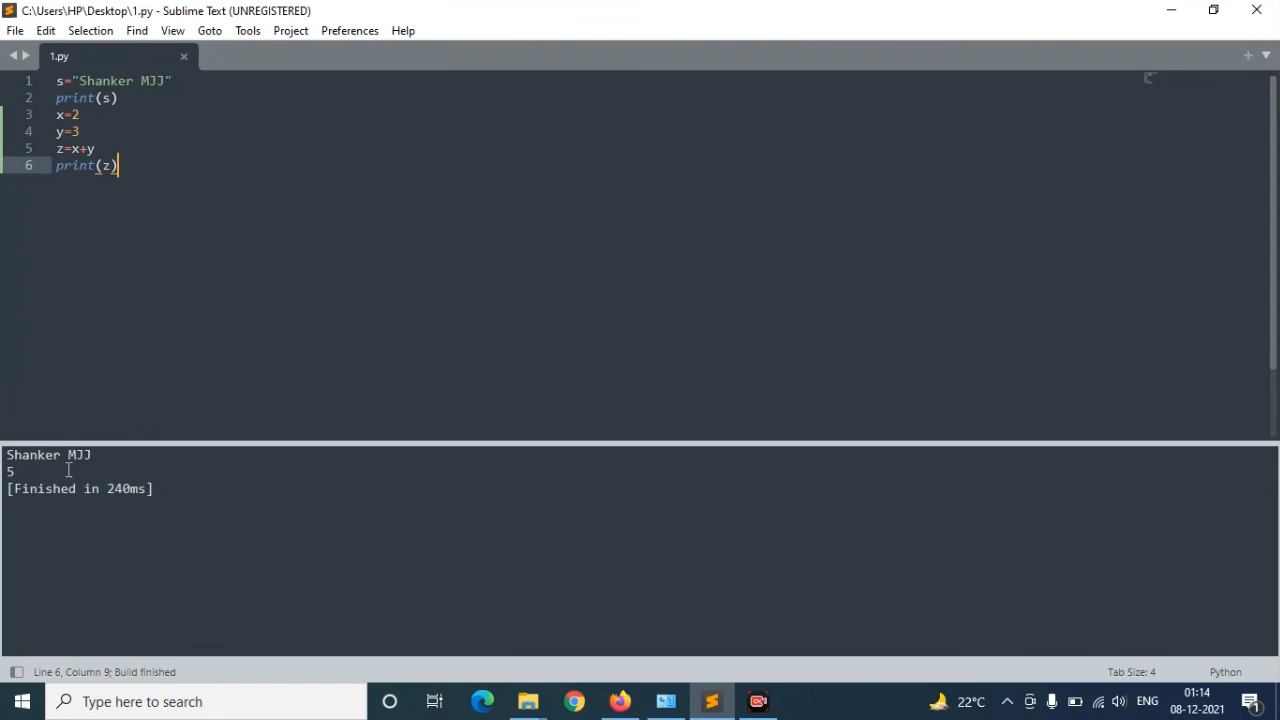 C:\Users\HP\Desktop\1.py - Sublime Text (UNREGISTERED)
File Edit Selection Find View Goto Tools Project Preferences Help
1.py
1 s="Shanker MJJ"
2 print(s)
3 x=2
4 y=3
5 z=x+y
6 print(z)
Shanker MJJ
5
[Finished in 240ms]
Line 6, Column 9; Build finished Tab Size: 4 Python
Type here to search 22°C ENG 01:14
08-12-2021 1